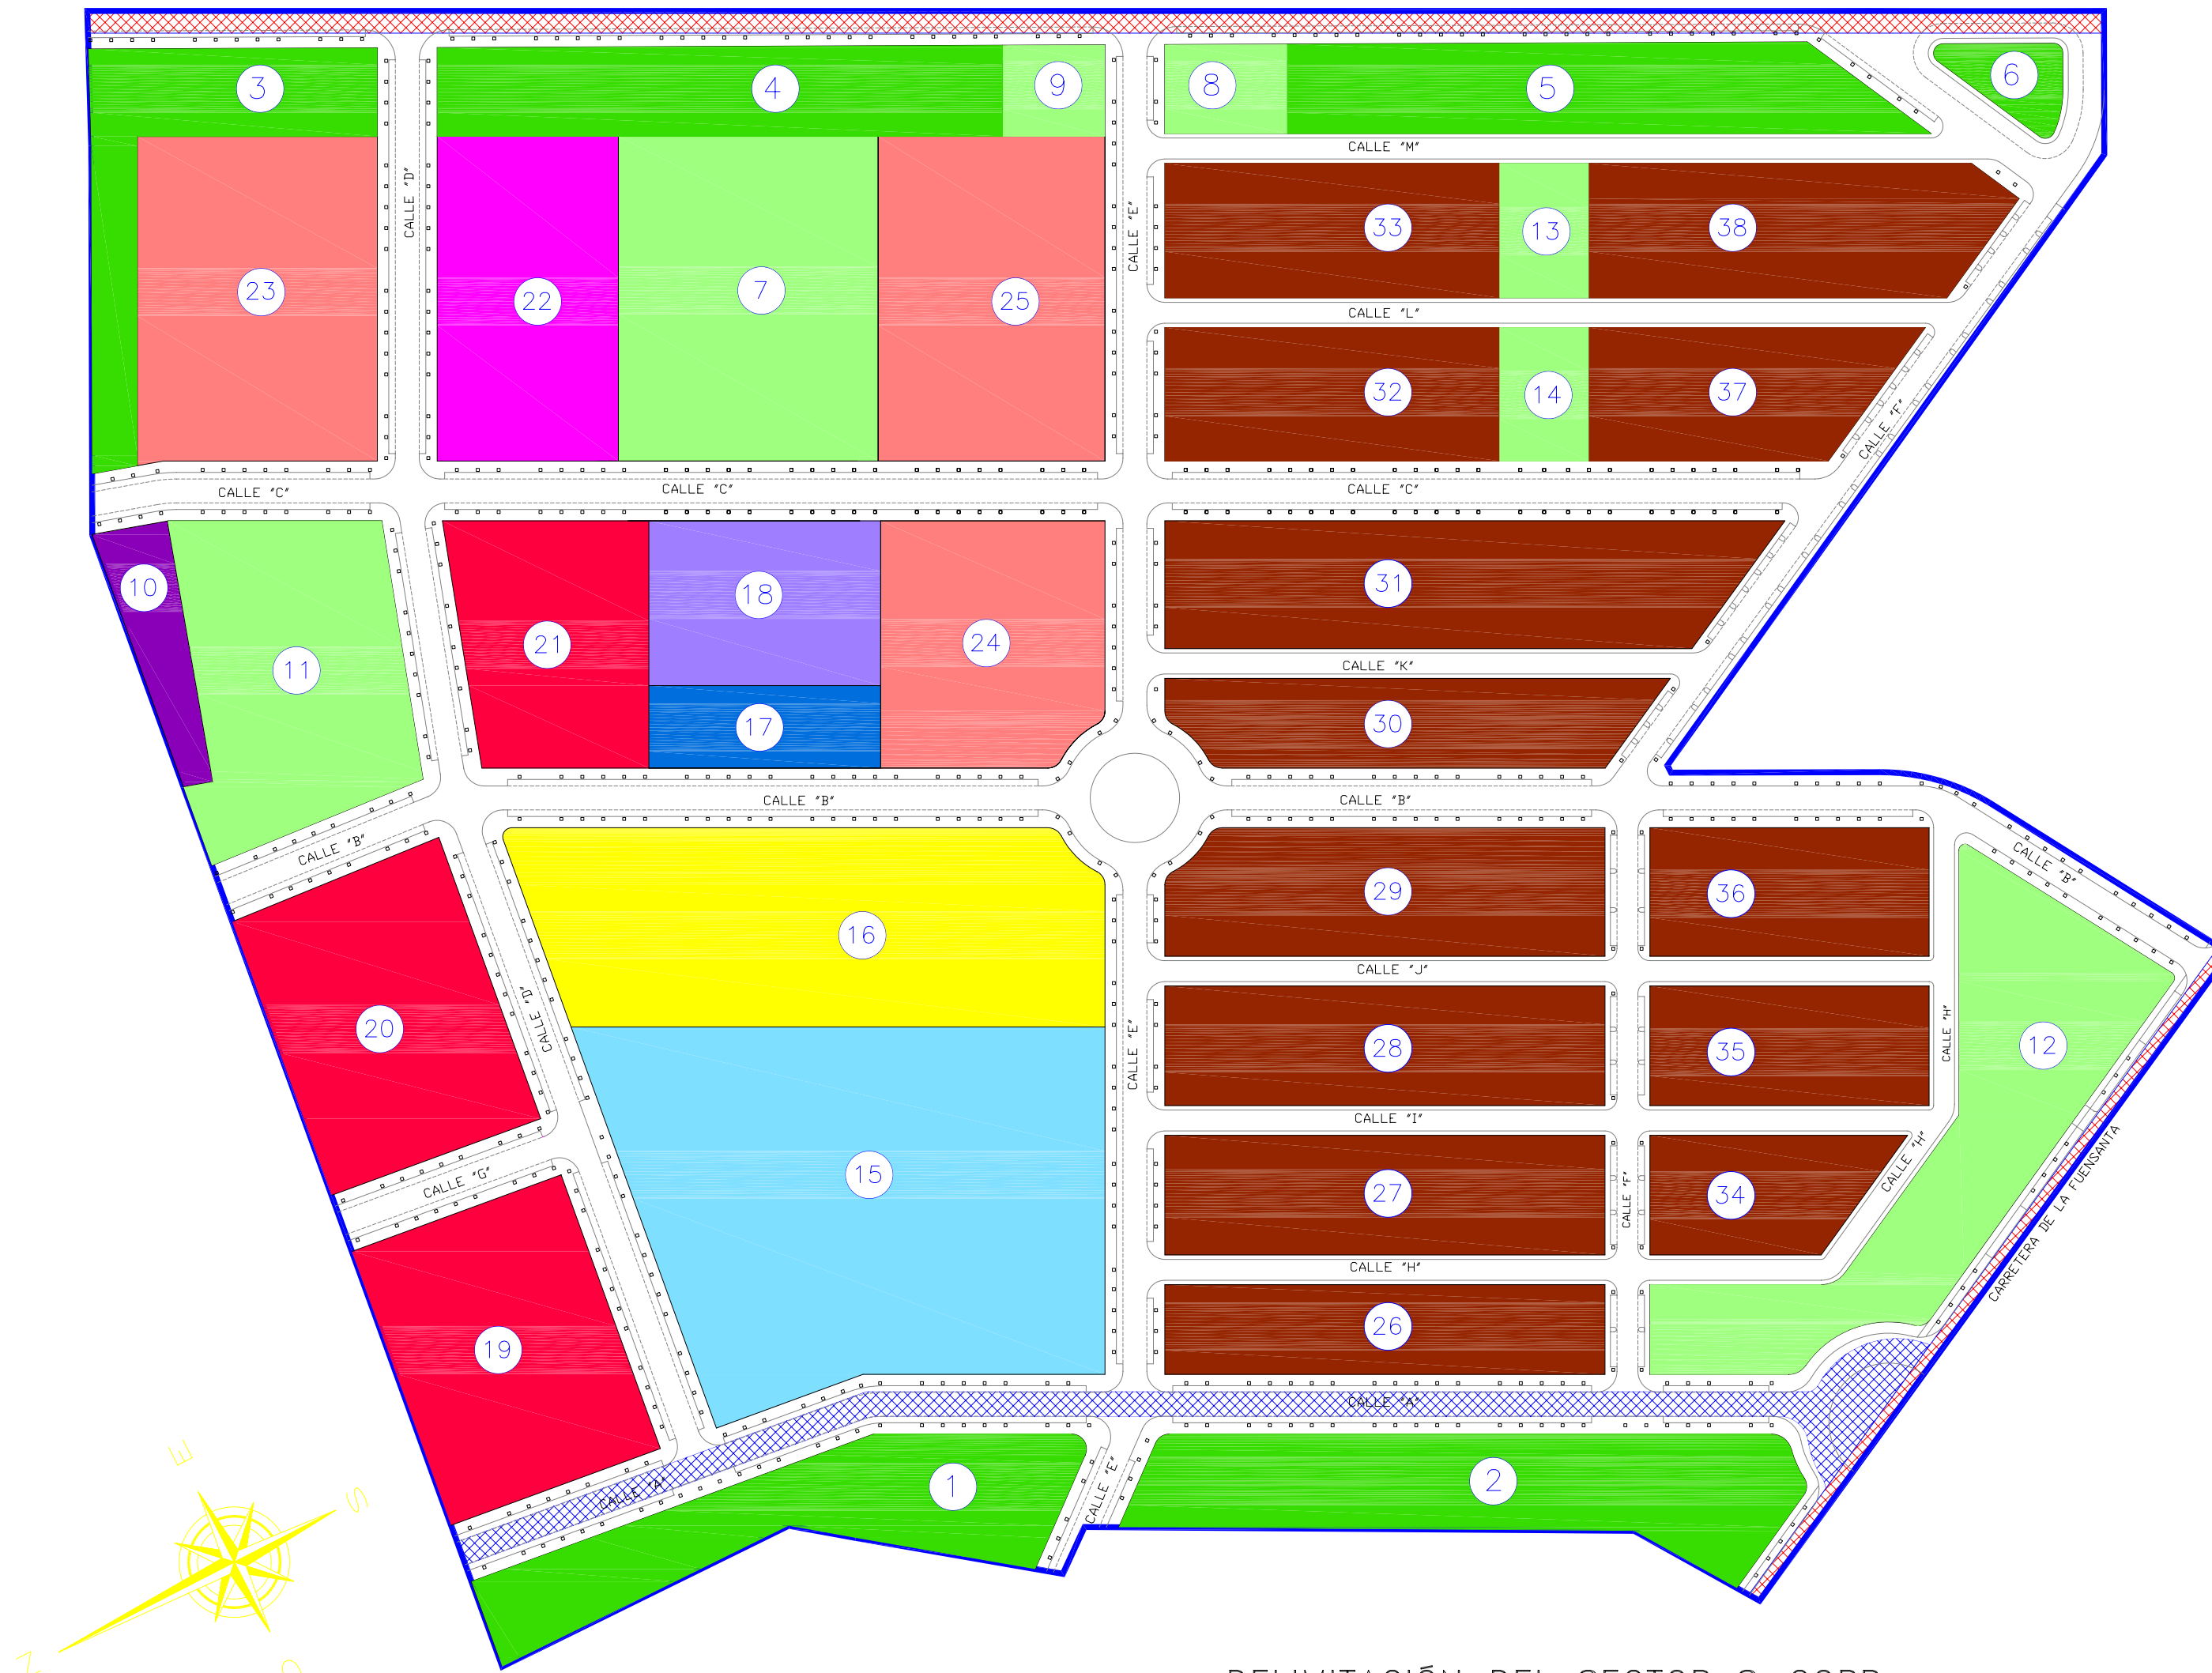 3
4
9
8
5
6
CALLE "M"
CALLE "D"
CALLE "E"
33
13
38
23
22
7
25
CALLE "L"
32
14
37
CALLE "F"
CALLE "C"
CALLE "C"
CALLE "C"
10
11
21
18
24
31
17
CALLE "K"
30
CALLE "B"
CALLE "B"
CALLE "B"
CALLE "B"
16
29
36
CALLE "J"
20
CALLE "D"
CALLE "E"
28
35
CALLE "H"
12
CALLE "I"
15
CALLE "G"
27
CALLE "F"
34
CALLE "H"
CARRETERA DE LA FUENSANTA
CALLE "H"
19
26
CALLE "A"
CALLE "A"
1
CALLE "E"
2
E
S
N
O
DELIMITACIÓN DEL SECTOR